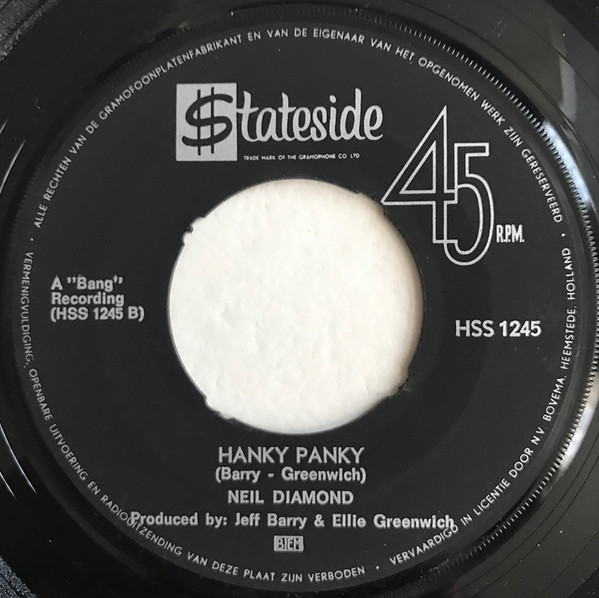 $tateside
TRADE MARK OF THE GRAMOPHONE CO LTD
45 R.P.M.
A "Bang"
Recording
(HSS 1245 B)
HSS 1245
HANKY PANKY
(Barry - Greenwich)
NEIL DIAMOND
Produced by: Jeff Barry & Ellie Greenwich
BIEM
• ALLE RECHTEN VAN DE GRAMOFOONPLATENFABRIKANT EN VAN DE EIGENAAR VAN HET OPGENOMEN WERK ZIJN GERESERVEERD •
VERMENIGVULDIGING, OPENBARE UITVOERING EN RADIOUITZENDING VAN DEZE PLAAT ZIJN VERBODEN •
VERVAARDIGD IN LICENTIE DOOR N.V. BOVEMA, HEEMSTEDE, HOLLAND